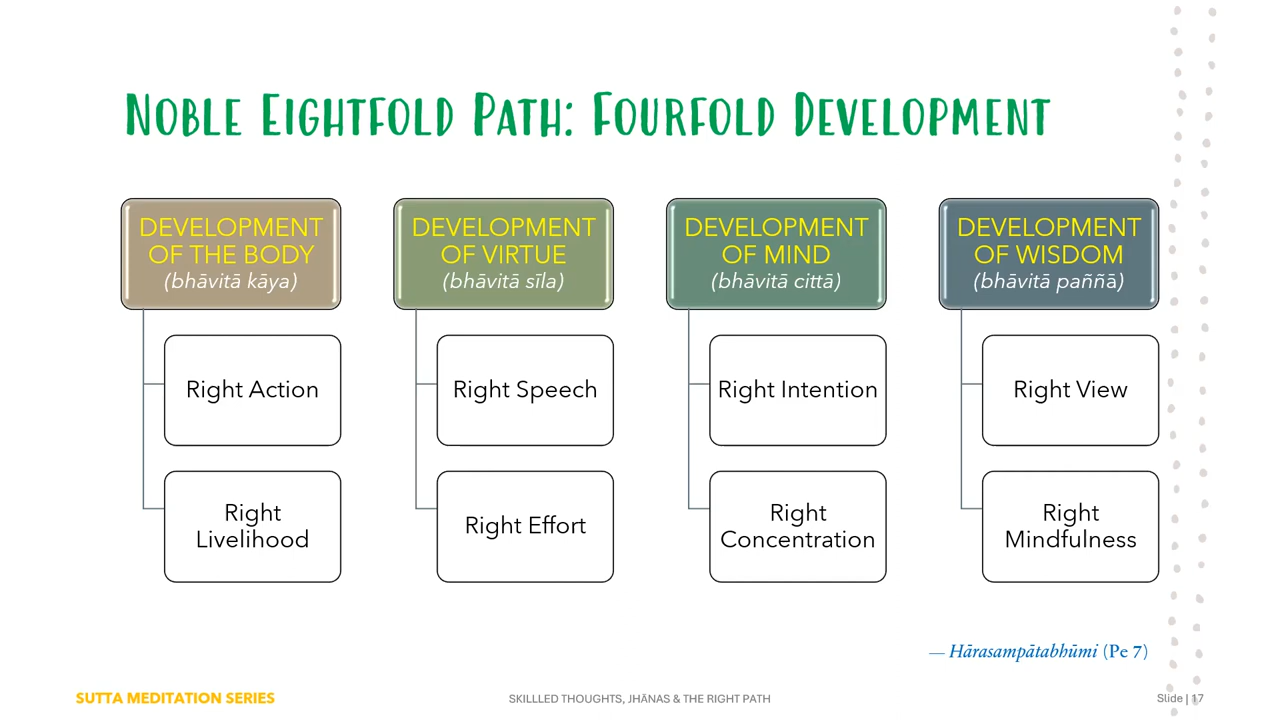 Noble Eightfold Path: Fourfold Development
DEVELOPMENT
OF THE BODY
(bhāvitā kāya)
Right Action
Right
Livelihood
DEVELOPMENT
OF VIRTUE
(bhāvitā sīla)
Right Speech
Right Effort
DEVELOPMENT
OF MIND
(bhāvitā cittā)
Right Intention
Right
Concentration
DEVELOPMENT
OF WISDOM
(bhāvitā paññā)
Right View
Right
Mindfulness
— Hārasampātabhūmi (Pe 7)
SUTTA MEDITATION SERIES
SKILLLED THOUGHTS, JHĀNAS & THE RIGHT PATH
Slide | 17